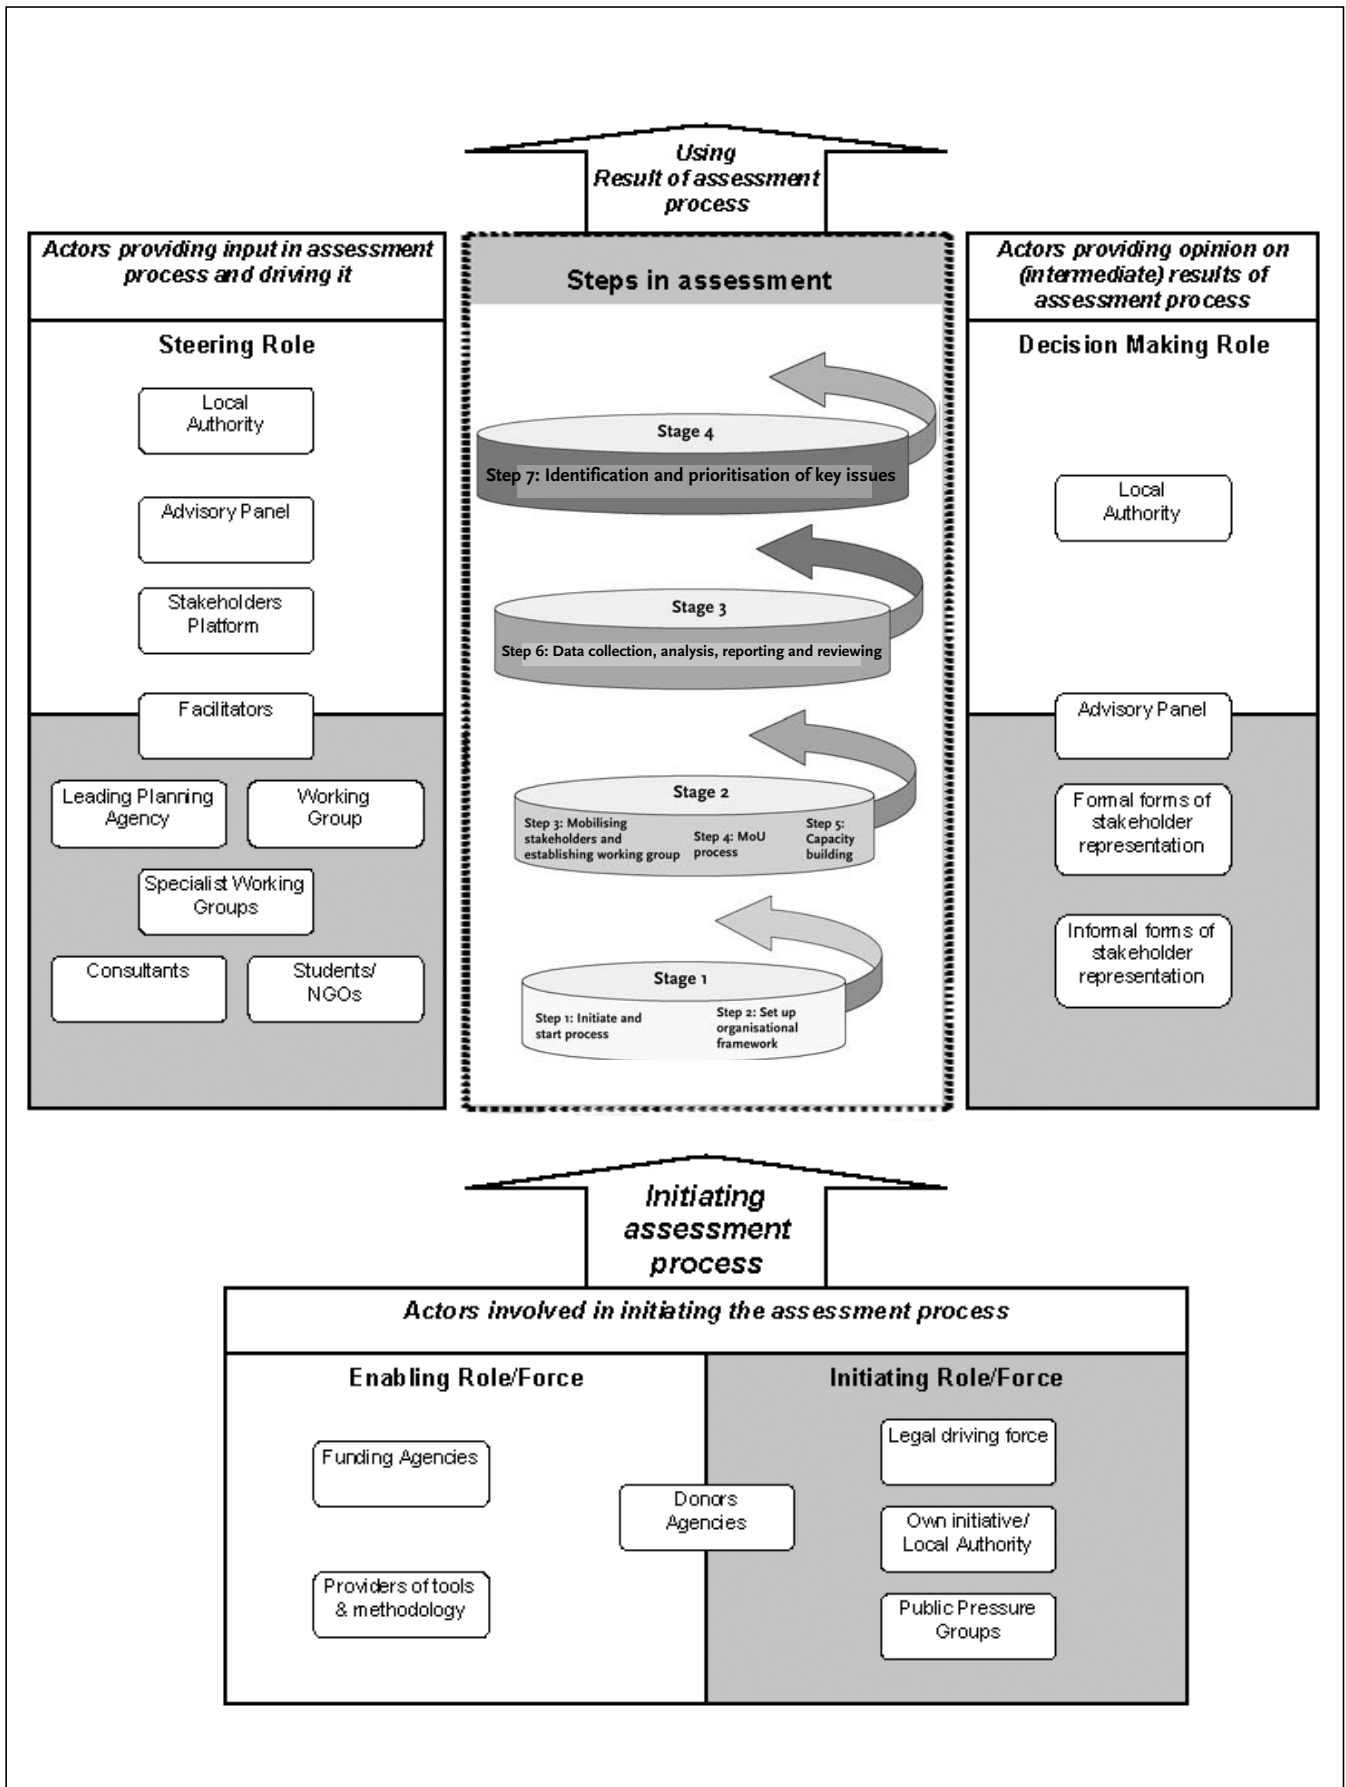 Using
Result of assessment
process
Actors providing input in assessment
process and driving it
Steering Role
Local
Authority
Advisory Panel
Stakeholders
Platform
Facilitators
Leading Planning
Agency
Working
Group
Specialist Working
Groups
Consultants
Students/
NGOs
Steps in assessment
Stage 4
Step 7: Identification and prioritisation of key issues
Stage 3
Step 6: Data collection, analysis, reporting and reviewing
Stage 2
Step 3: Mobilising
stakeholders and
establishing working group
Step 4: MoU
process
Step 5:
Capacity
building
Stage 1
Step 1: Initiate and
start process
Step 2: Set up
organisational
framework
Actors providing opinion on
(intermediate) results of
assessment process
Decision Making Role
Local
Authority
Advisory Panel
Formal forms of
stakeholder
representation
Informal forms of
stakeholder
representation
Initiating
assessment
process
Actors involved in initiating the assessment process
Enabling Role/Force
Funding Agencies
Providers of tools
& methodology
Donors
Agencies
Initiating Role/Force
Legal driving force
Own initiative/
Local Authority
Public Pressure
Groups